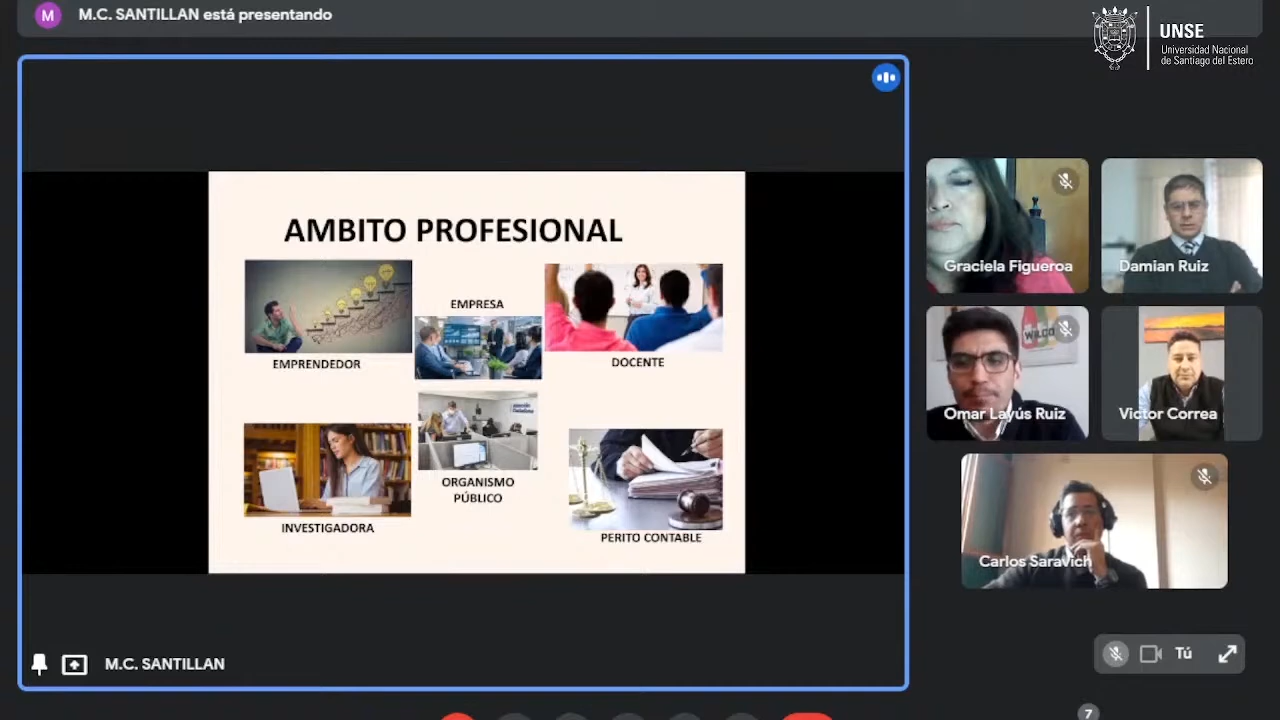 M
M.C. SANTILLAN está presentando
UNSE
Universidad Nacional
de Santiago del Estero
AMBITO PROFESIONAL
EMPRENDEDOR
EMPRESA
DOCENTE
INVESTIGADORA
ORGANISMO
PÚBLICO
PERITO CONTABLE
M.C. SANTILLAN
Graciela Figueroa
Damian Ruiz
WILCO
Omar Layús Ruiz
Victor Correa
Carlos Saravich
Tú
7